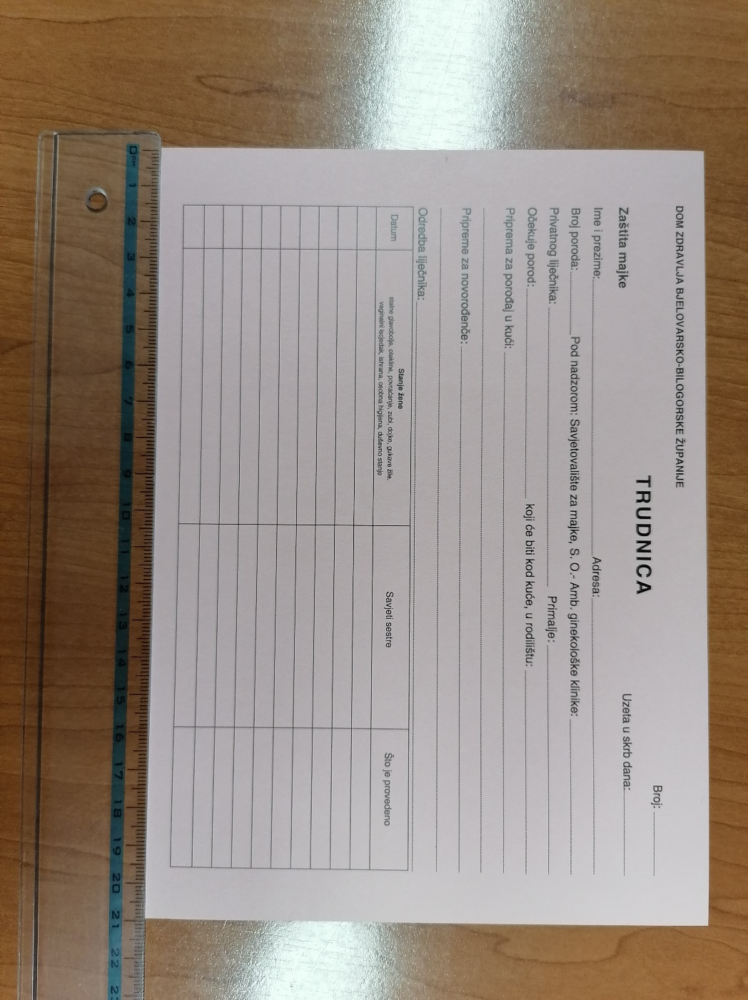 DOM ZDRAVLJA BJELOVARSKO-BILOGORSKE ŽUPANIJE
Broj:
TRUDNICA
Zaštita majke Uzeta u skrb dana:
Ime i prezime: Adresa:
Broj poroda: Pod nadzorom: Savjetovalište za majke, S. O.- Amb. ginekološke klinike:
Privatnog liječnika: Primalje:
Očekuje porod: koji će biti kod kuće, u rodilištu:
Priprema za porođaj u kući:
Pripreme za novorođenče:
Odredba liječnika:
Datum
Stanje žene
stalne glavobolje, otekline, povraćanje, zubi, dojke, gukave žile,
vaginalni iscjedak, ishrana, osobna higijena, duševno stanje
Savjeti sestre
Što je provedeno
0 CM 1 2 3 4 5 6 7 8 9 10 11 12 13 14 15 16 17 18 19 20 21 22